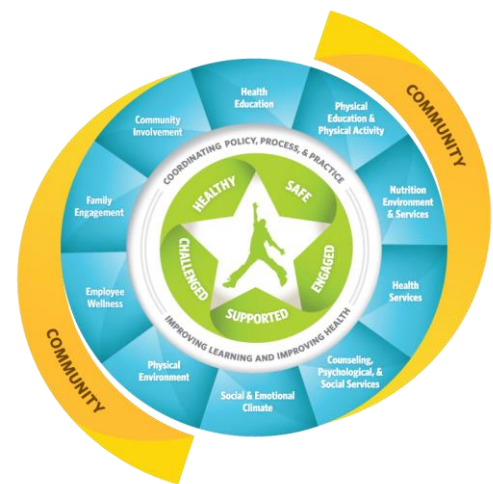 COMMUNITY
Health
Education
Physical
Education &
Physical Activity
Nutrition
Environment
& Services
Health
Services
Counseling,
Psychological, &
Social Services
Social & Emotional
Climate
Physical
Environment
Employee
Wellness
Family
Engagement
Community
Involvement
COORDINATING POLICY, PROCESS, & PRACTICE
IMPROVING LEARNING AND IMPROVING HEALTH
HEALTHY
SAFE
ENGAGED
SUPPORTED
CHALLENGED
COMMUNITY